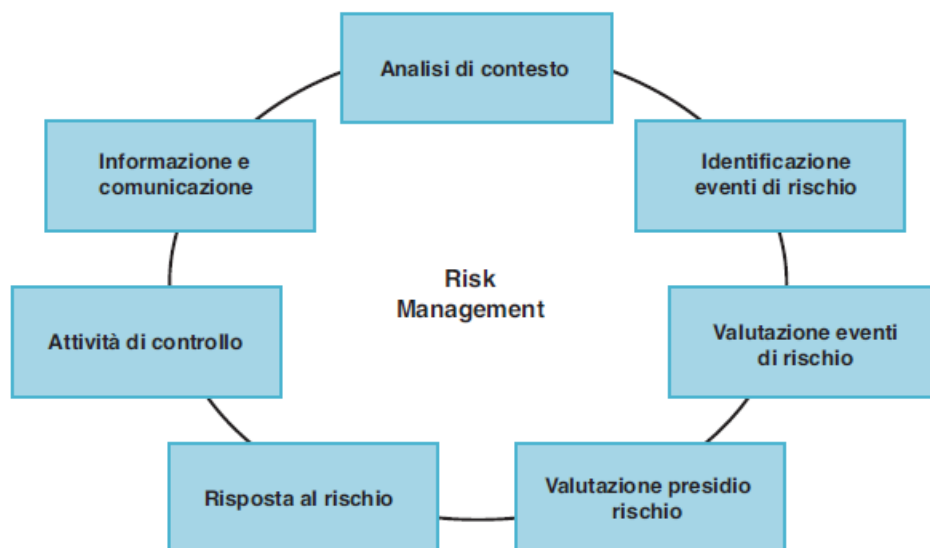 Analisi di contesto
Informazione e
comunicazione
Identificazione
eventi di rischio
Risk
Management
Attività di controllo
Valutazione eventi
di rischio
Risposta al rischio
Valutazione presidio
rischio